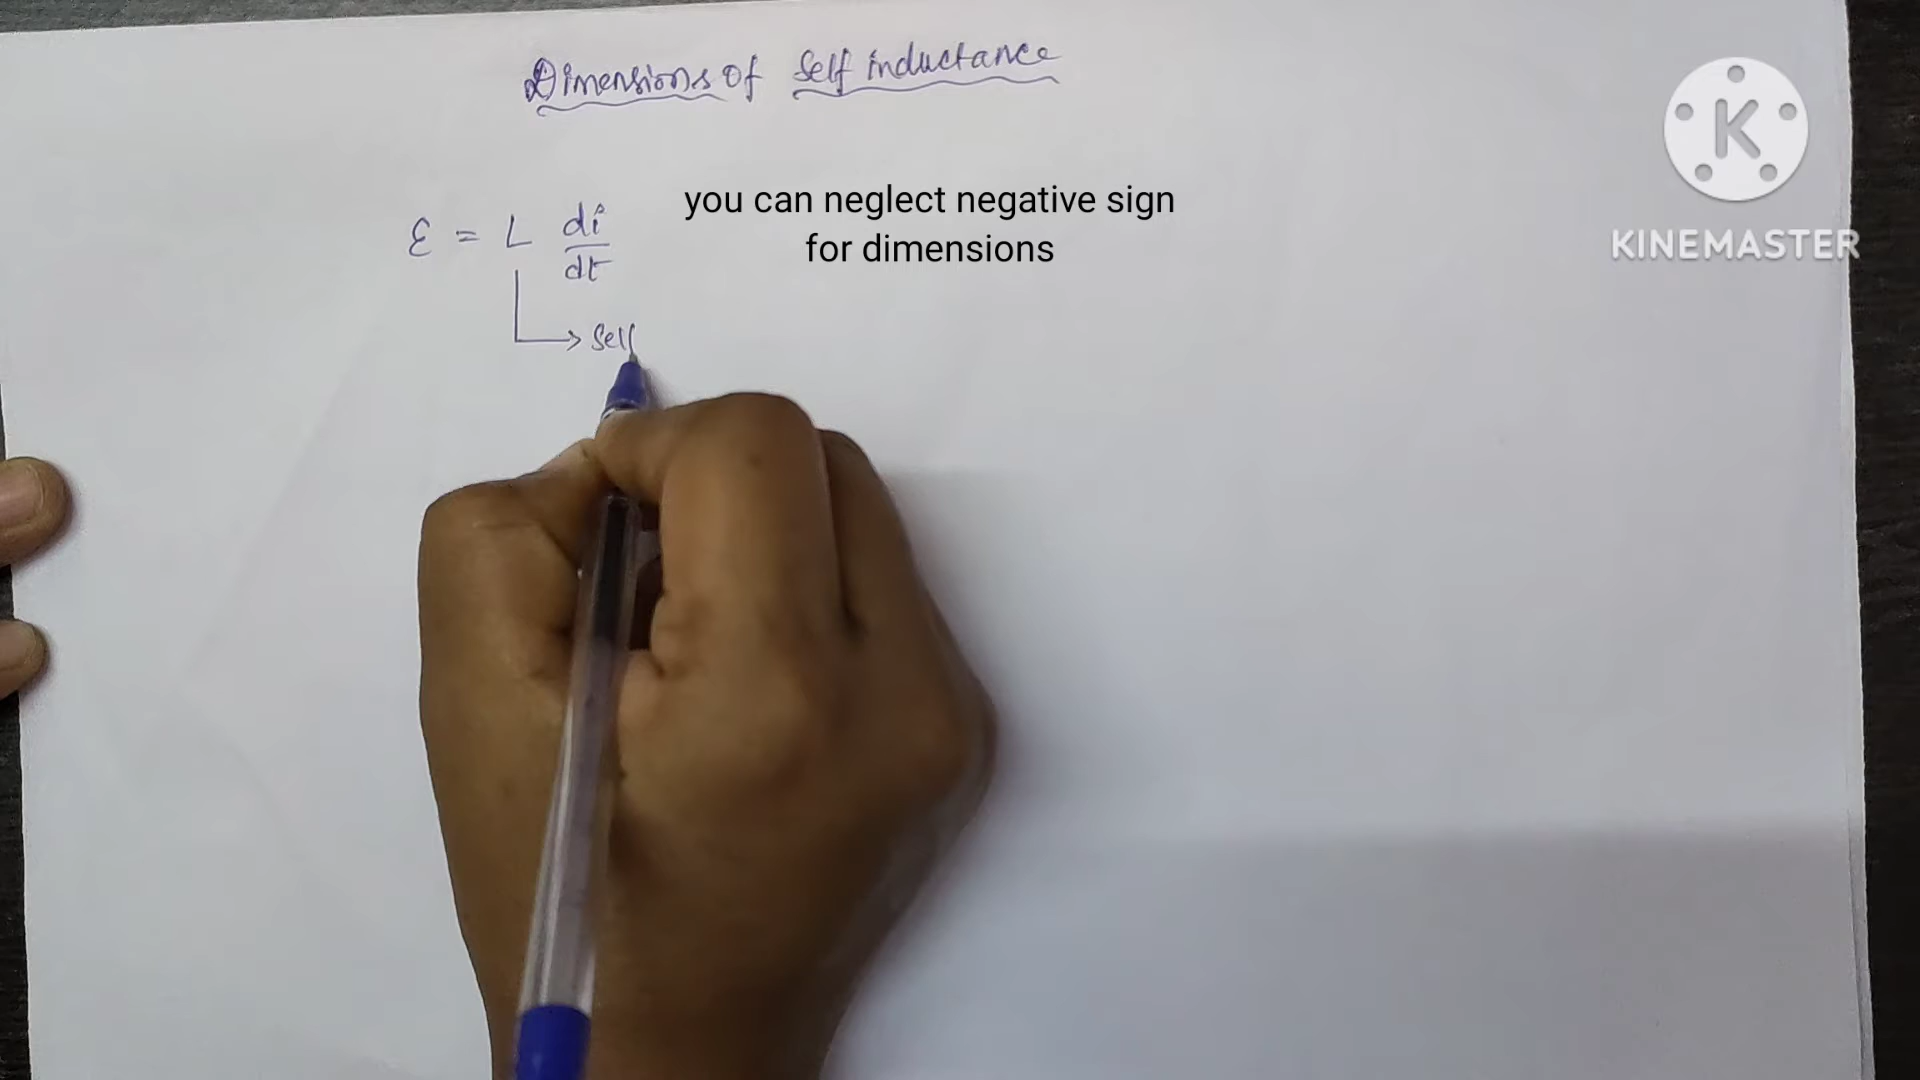 Dimensions of Self inductance
you can neglect negative sign
for dimensions
ε = L di/dt
→ Self
KINEMASTER